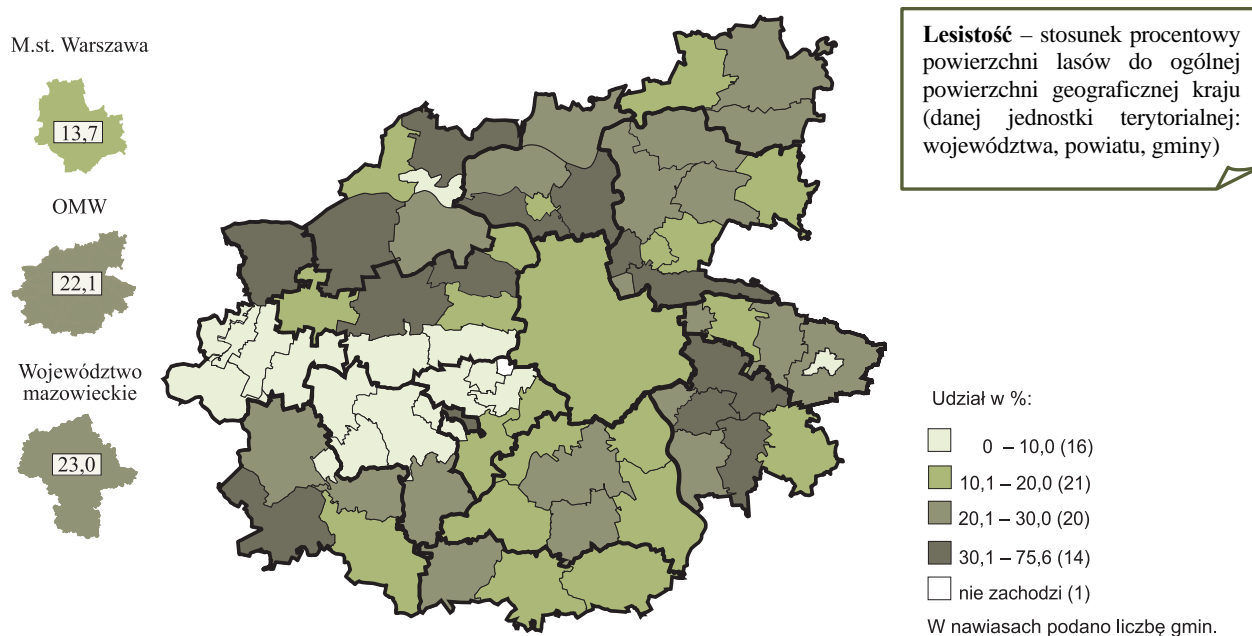 M.st. Warszawa
13,7
OMW
22,1
Województwo
mazowieckie
23,0
Lesistość – stosunek procentowy
powierzchni lasów do ogólnej
powierzchni geograficznej kraju
(danej jednostki terytorialnej:
województwa, powiatu, gminy)
Udział w %:
0 – 10,0 (16)
10,1 – 20,0 (21)
20,1 – 30,0 (20)
30,1 – 75,6 (14)
nie zachodzi (1)
W nawiasach podano liczbę gmin.